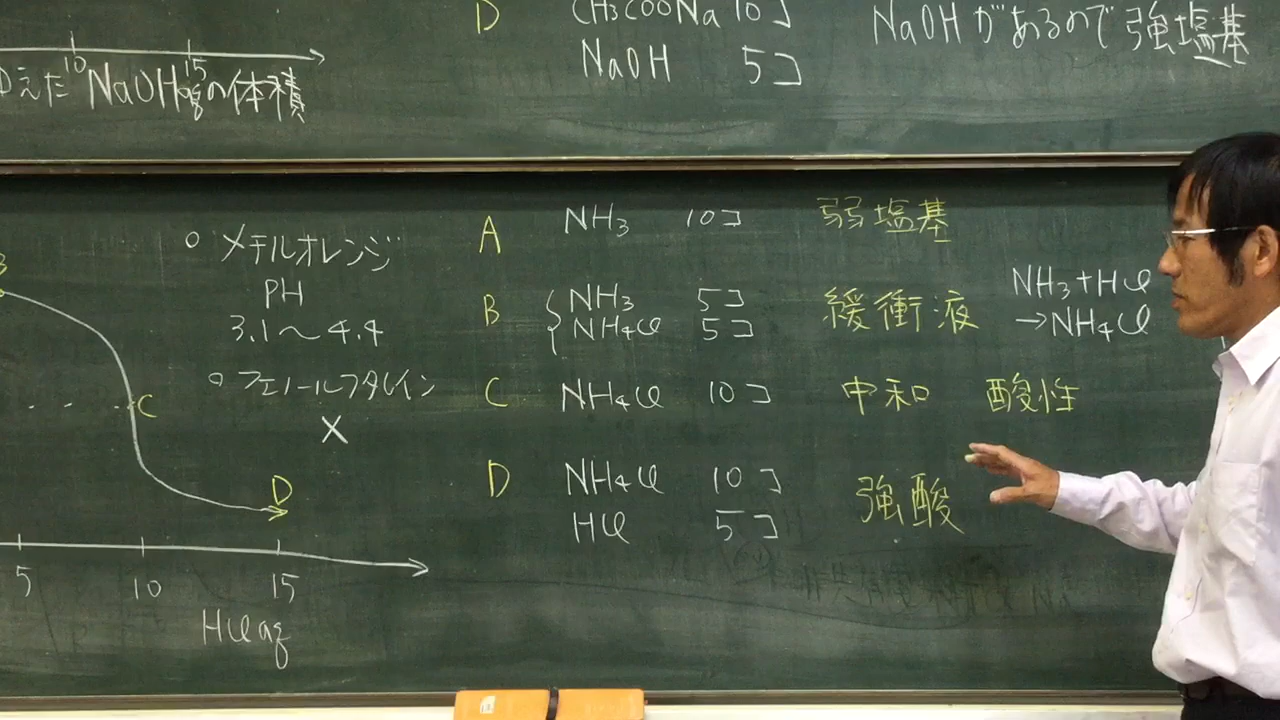 10 15
NaOHaqの体積
D CH3COONa 10コ
NaOH 5コ
NaOHがあるので強塩基
B
C
D
5 10 15
HClaq
○ メチルオレンジ
PH
3.1〜4.4
○ フェノールフタレイン
X
A NH3 10コ 弱塩基
B NH3 5コ 緩衝液 NH3+HCl
NH4Cl 5コ →NH4Cl
C NH4Cl 10コ 中和 酸性
D NH4Cl 10コ 強酸
HCl 5コ